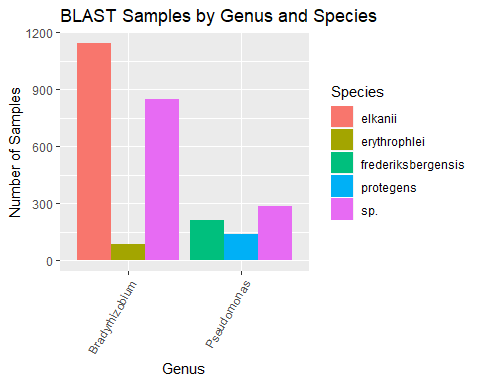 BLAST Samples by Genus and Species
Number of Samples
1200
900
600
300
0
Bradyrhizobium
Pseudomonas
Genus
Species
elkanii
erythrophlei
frederiksbergensis
protegens
sp.